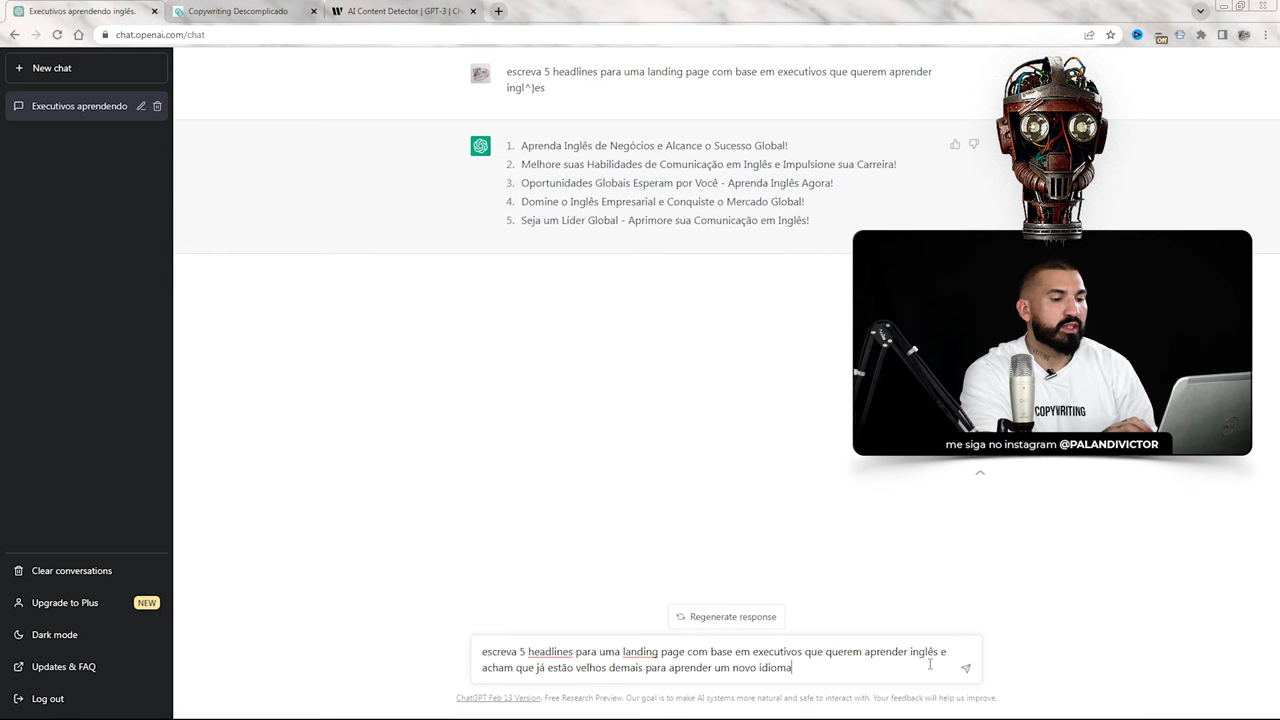 Executivos aprendendo inglês.
Copywriting Descomplicado
AI Content Detector | GPT-3 | Ch
chat.openai.com/chat
Off
New chat
Executivos aprendendo
escreva 5 headlines para uma landing page com base em executivos que querem aprender
ingl^}es
1. Aprenda Inglês de Negócios e Alcance o Sucesso Global!
2. Melhore suas Habilidades de Comunicação em Inglês e Impulsione sua Carreira!
3. Oportunidades Globais Esperam por Você - Aprenda Inglês Agora!
4. Domine o Inglês Empresarial e Conquiste o Mercado Global!
5. Seja um Líder Global - Aprimore sua Comunicação em Inglês!
COPYWRITING
me siga no instagram @PALANDIVICTOR
Clear conversations
Upgrade to Plus
NEW
Dark mode
Updates & FAQ
Log out
Regenerate response
escreva 5 headlines para uma landing page com base em executivos que querem aprender inglês e
acham que já estão velhos demais para aprender um novo idioma
ChatGPT Feb 13 Version. Free Research Preview. Our goal is to make AI systems more natural and safe to interact with. Your feedback will help us improve.